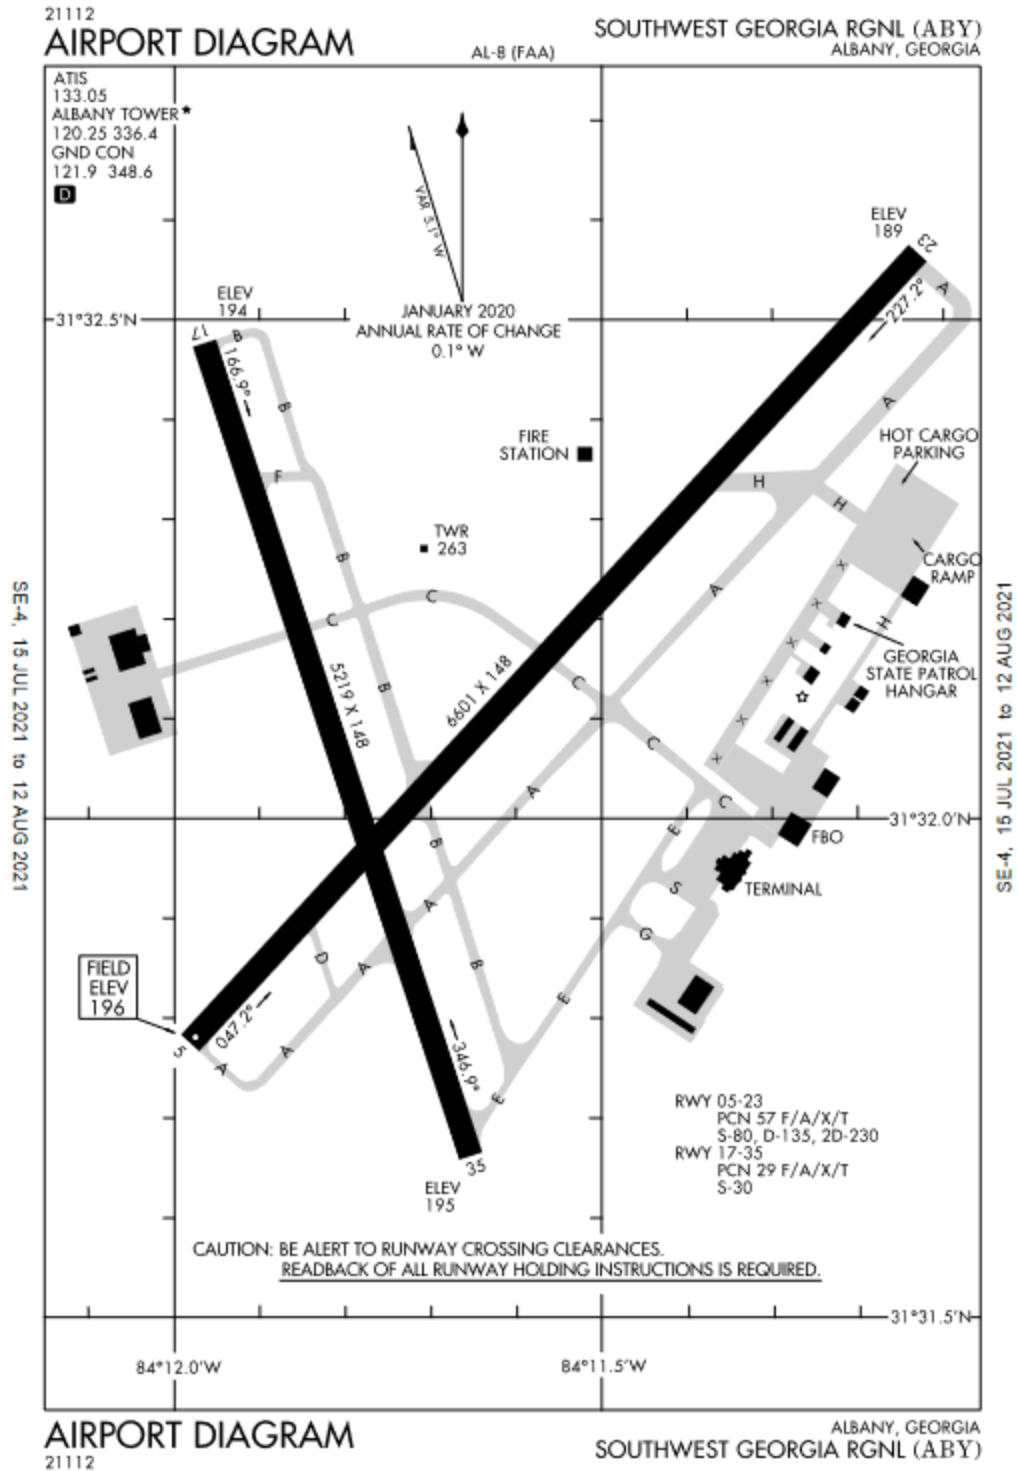 21112
AIRPORT DIAGRAM
AL-8 (FAA)
SOUTHWEST GEORGIA RGNL (ABY)
ALBANY, GEORGIA
ATIS
133.05
ALBANY TOWER★
120.25 336.4
GND CON
121.9 348.6
D
VAR 5.1° W
JANUARY 2020
ANNUAL RATE OF CHANGE
0.1° W
ELEV
189
23
A
227.2°
31°32.5'N
ELEV
194
17
B
166.9°
B
A
HOT CARGO
PARKING
FIRE
STATION
F
H
H
TWR
263
B
X
CARGO
RAMP
A
C
C
X
H
X
GEORGIA
STATE PATROL
HANGAR
5219 X 148
6601 X 148
B
C
X
X
C
X
A
C
E
31°32.0'N
FBO
B
TERMINAL
S
A
G
D
A
B
E
FIELD
ELEV
196
5
047.2°
A
A
346.9°
E
35
ELEV
195
RWY 05-23
PCN 57 F/A/X/T
S-80, D-135, 2D-230
RWY 17-35
PCN 29 F/A/X/T
S-30
CAUTION: BE ALERT TO RUNWAY CROSSING CLEARANCES.
READBACK OF ALL RUNWAY HOLDING INSTRUCTIONS IS REQUIRED.
31°31.5'N
84°12.0'W
84°11.5'W
SE-4, 15 JUL 2021 to 12 AUG 2021
SE-4, 15 JUL 2021 to 12 AUG 2021
AIRPORT DIAGRAM
21112
ALBANY, GEORGIA
SOUTHWEST GEORGIA RGNL (ABY)